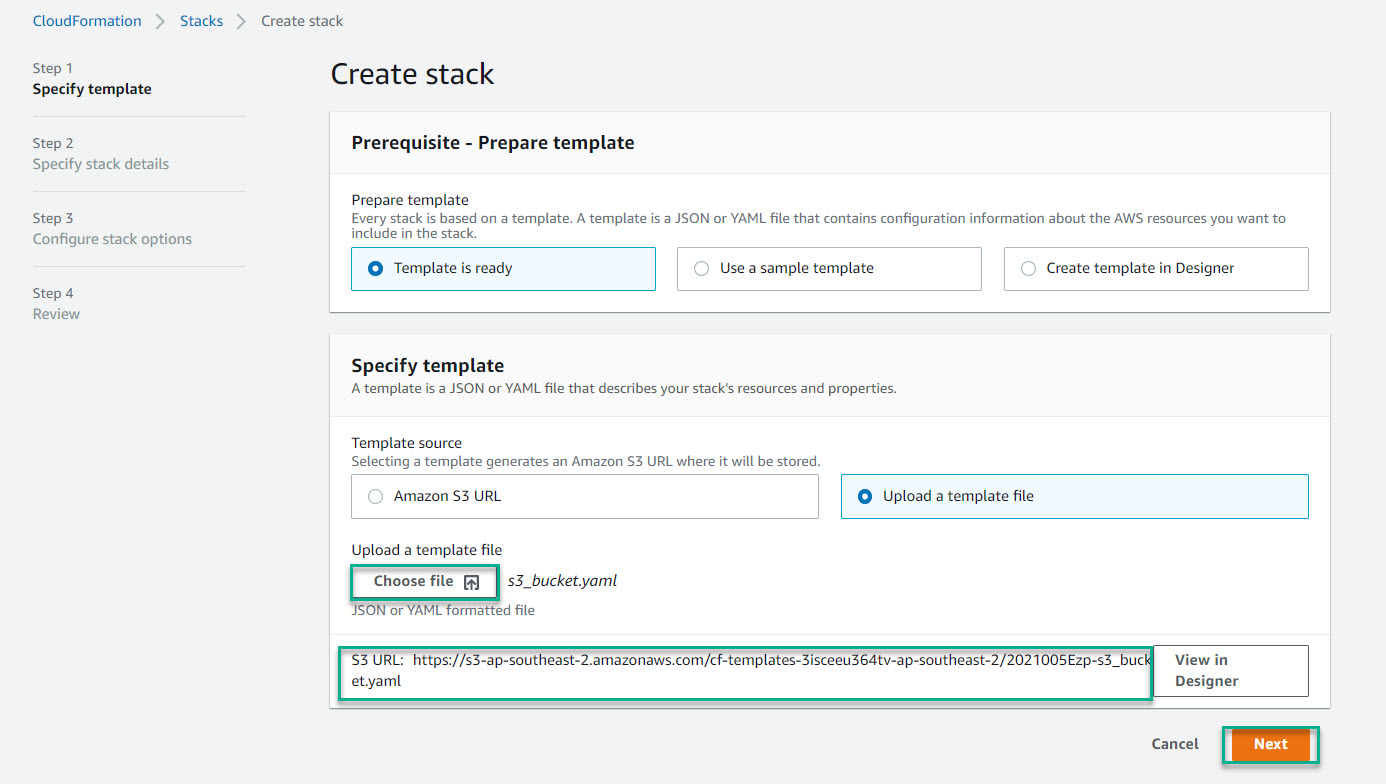 CloudFormation > Stacks > Create stack
Step 1
Specify template
Step 2
Specify stack details
Step 3
Configure stack options
Step 4
Review
Create stack
Prerequisite - Prepare template
Prepare template
Every stack is based on a template. A template is a JSON or YAML file that contains configuration information about the AWS resources you want to
include in the stack.
Template is ready
Use a sample template
Create template in Designer
Specify template
A template is a JSON or YAML file that describes your stack's resources and properties.
Template source
Selecting a template generates an Amazon S3 URL where it will be stored.
Amazon S3 URL
Upload a template file
Upload a template file
Choose file s3_bucket.yaml
JSON or YAML formatted file
S3 URL: https://s3-ap-southeast-2.amazonaws.com/cf-templates-3isceeu364tv-ap-southeast-2/2021005Ezp-s3_buck
et.yaml
View in
Designer
Cancel
Next